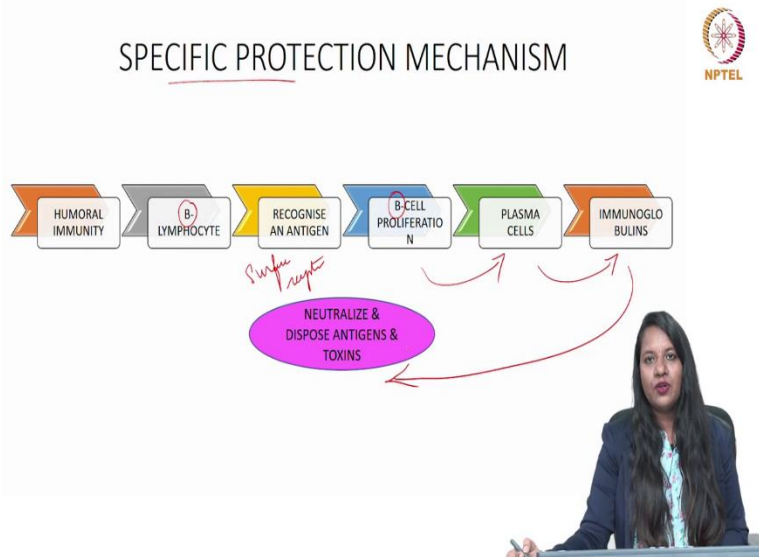 SPECIFIC PROTECTION MECHANISM
NPTEL
HUMORAL
IMMUNITY
B-
LYMPHOCYTE
RECOGNISE
AN ANTIGEN
B-CELL
PROLIFERATIO
N
PLASMA
CELLS
IMMUNOGLO
BULINS
Surface
NEUTRALIZE &
DISPOSE ANTIGENS &
TOXINS